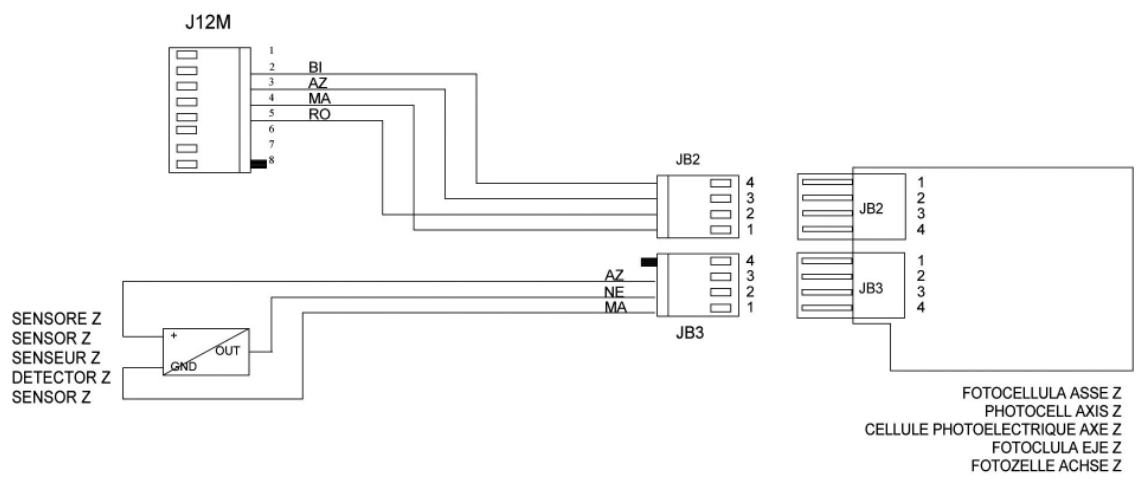 J12M
1
2 BI
3 AZ
4 MA
5 RO
6
7
8
JB2
4
3
2
1
JB2
1
2
3
4
AZ 4
NE 3
MA 2
1
JB3
JB3
1
2
3
4
SENSORE Z
SENSOR Z
SENSEUR Z
DETECTOR Z
SENSOR Z
+
OUT
GND
FOTOCELLULA ASSE Z
PHOTOCELL AXIS Z
CELLULE PHOTOELECTRIQUE AXE Z
FOTOCLULA EJE Z
FOTOZELLE ACHSE Z